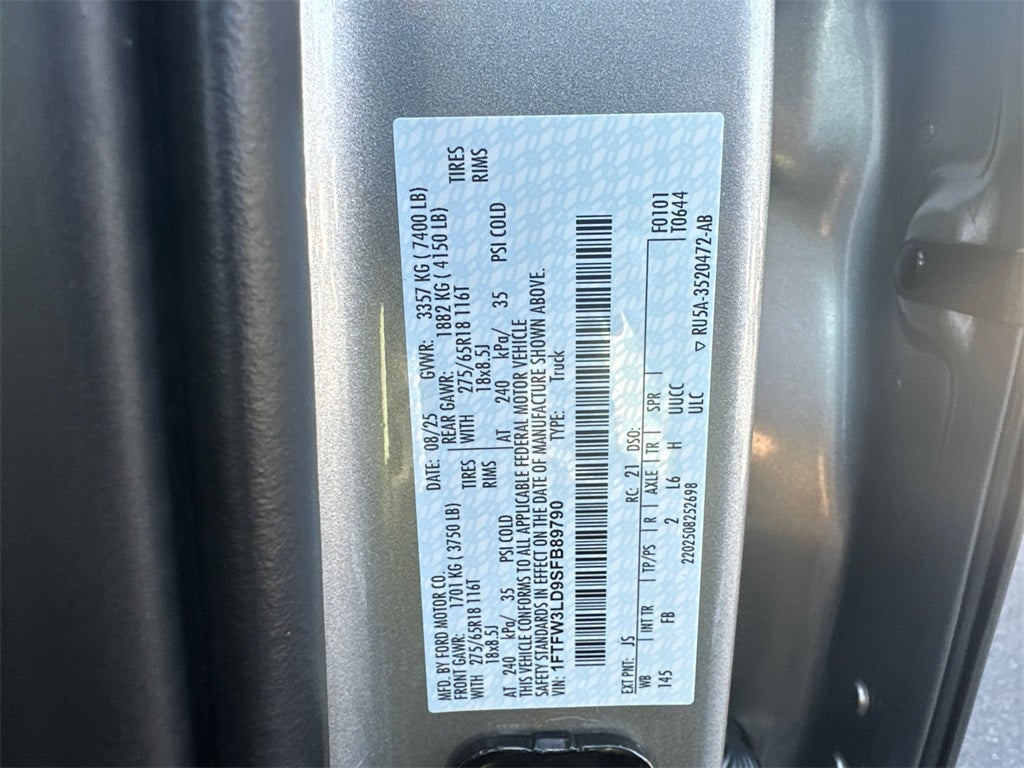 MFD. BY FORD MOTOR CO. DATE: 08/25 GVWR: 3357 KG ( 7400 LB)
FRONT GAWR: 1701 KG ( 3750 LB) REAR GAWR: 1882 KG ( 4150 LB)
WITH 275/65R18 116T TIRES WITH 275/65R18 116T TIRES
18x8.5J RIMS 18x8.5J RIMS
AT 240 kPa/ 35 PSI COLD AT 240 kPa/ 35 PSI COLD
THIS VEHICLE CONFORMS TO ALL APPLICABLE FEDERAL MOTOR VEHICLE
SAFETY STANDARDS IN EFFECT ON THE DATE OF MANUFACTURE SHOWN ABOVE.
VIN: 1FTFW3LD9SFB89790 TYPE: Truck
EXT PNT: JS RC: 21 DSO: F0101
WB INT TR TP/PS R AXLE TR SPR T0644
145 FB 2 L6 H UUCC
ULC
2202508252698 ▽ RU5A-3520472-AB